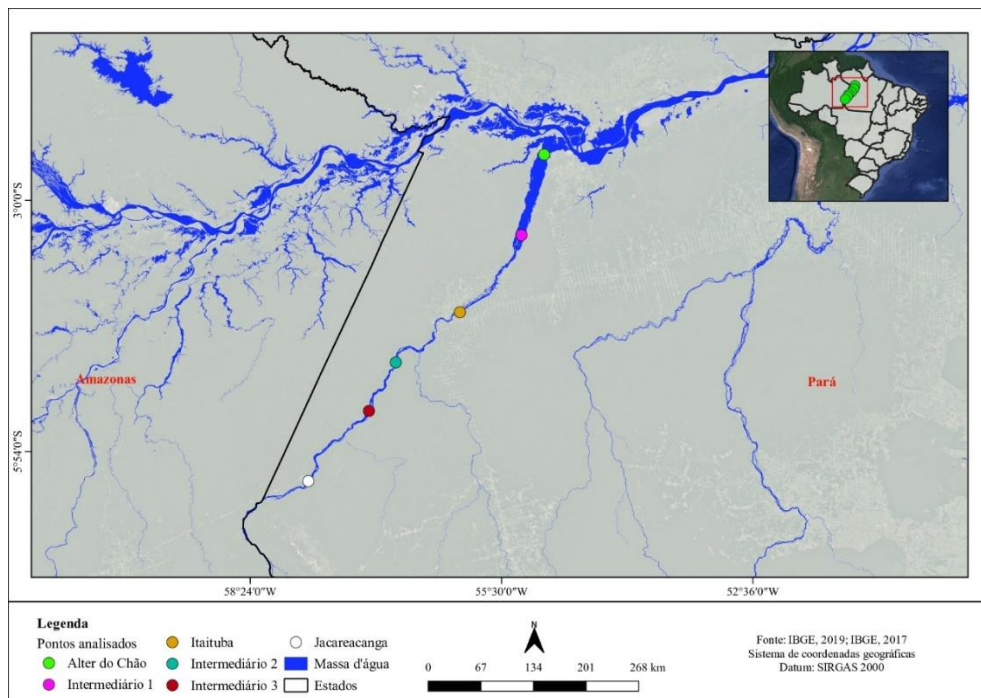 3°0'0"S
Amazonas
Pará
5°54'0"S
58°24'0"W
55°30'0"W
52°36'0"W
Legenda
Pontos analisados
Alter do Chão
Intermediário 1
Itaituba
Intermediário 2
Intermediário 3
Jacareacanga
Massa d'água
Estados
N
0 67 134 201 268 km
Fonte: IBGE, 2019; IBGE, 2017
Sistema de coordenadas geográficas
Datum: SIRGAS 2000